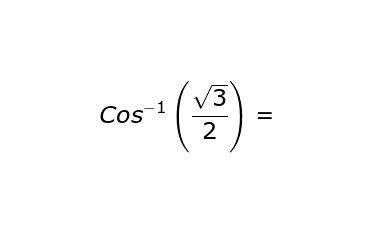 Cos⁻¹(√3/2) =